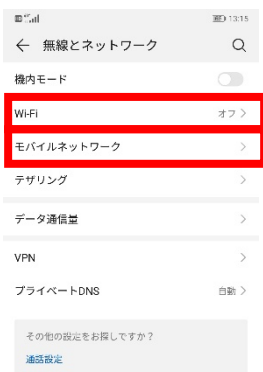 13:15
無線とネットワーク
機内モード
Wi-Fi オフ
モバイルネットワーク
テザリング
データ通信量
VPN
プライベートDNS 自動
その他の設定をお探しですか？
通話設定